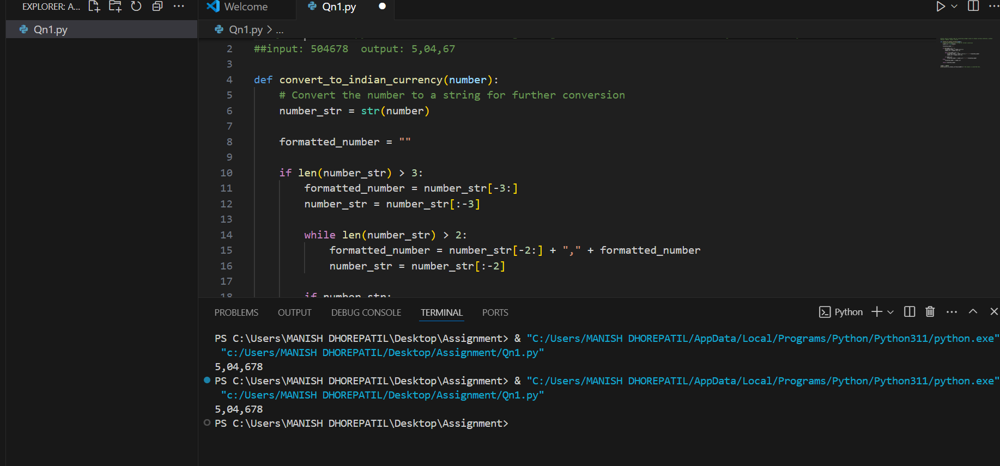 EXPLORER: A... ...
Welcome
Qn1.py
Qn1.py
Qn1.py > ...
2 ##input: 504678  output: 5,04,67
3
4 def convert_to_indian_currency(number):
5 # Convert the number to a string for further conversion
6 number_str = str(number)
7
8 formatted_number = ""
9
10 if len(number_str) > 3:
11 formatted_number = number_str[-3:]
12 number_str = number_str[:-3]
13
14 while len(number_str) > 2:
15 formatted_number = number_str[-2:] + "," + formatted_number
16 number_str = number_str[:-2]
17
18 if number_str:
PROBLEMS OUTPUT DEBUG CONSOLE TERMINAL PORTS Python
PS C:\Users\MANISH DHOREPATIL\Desktop\Assignment> & "C:/Users/MANISH DHOREPATIL/AppData/Local/Programs/Python/Python311/python.exe"
"c:/Users/MANISH DHOREPATIL/Desktop/Assignment/Qn1.py"
5,04,678
PS C:\Users\MANISH DHOREPATIL\Desktop\Assignment> & "C:/Users/MANISH DHOREPATIL/AppData/Local/Programs/Python/Python311/python.exe"
"c:/Users/MANISH DHOREPATIL/Desktop/Assignment/Qn1.py"
5,04,678
PS C:\Users\MANISH DHOREPATIL\Desktop\Assignment>